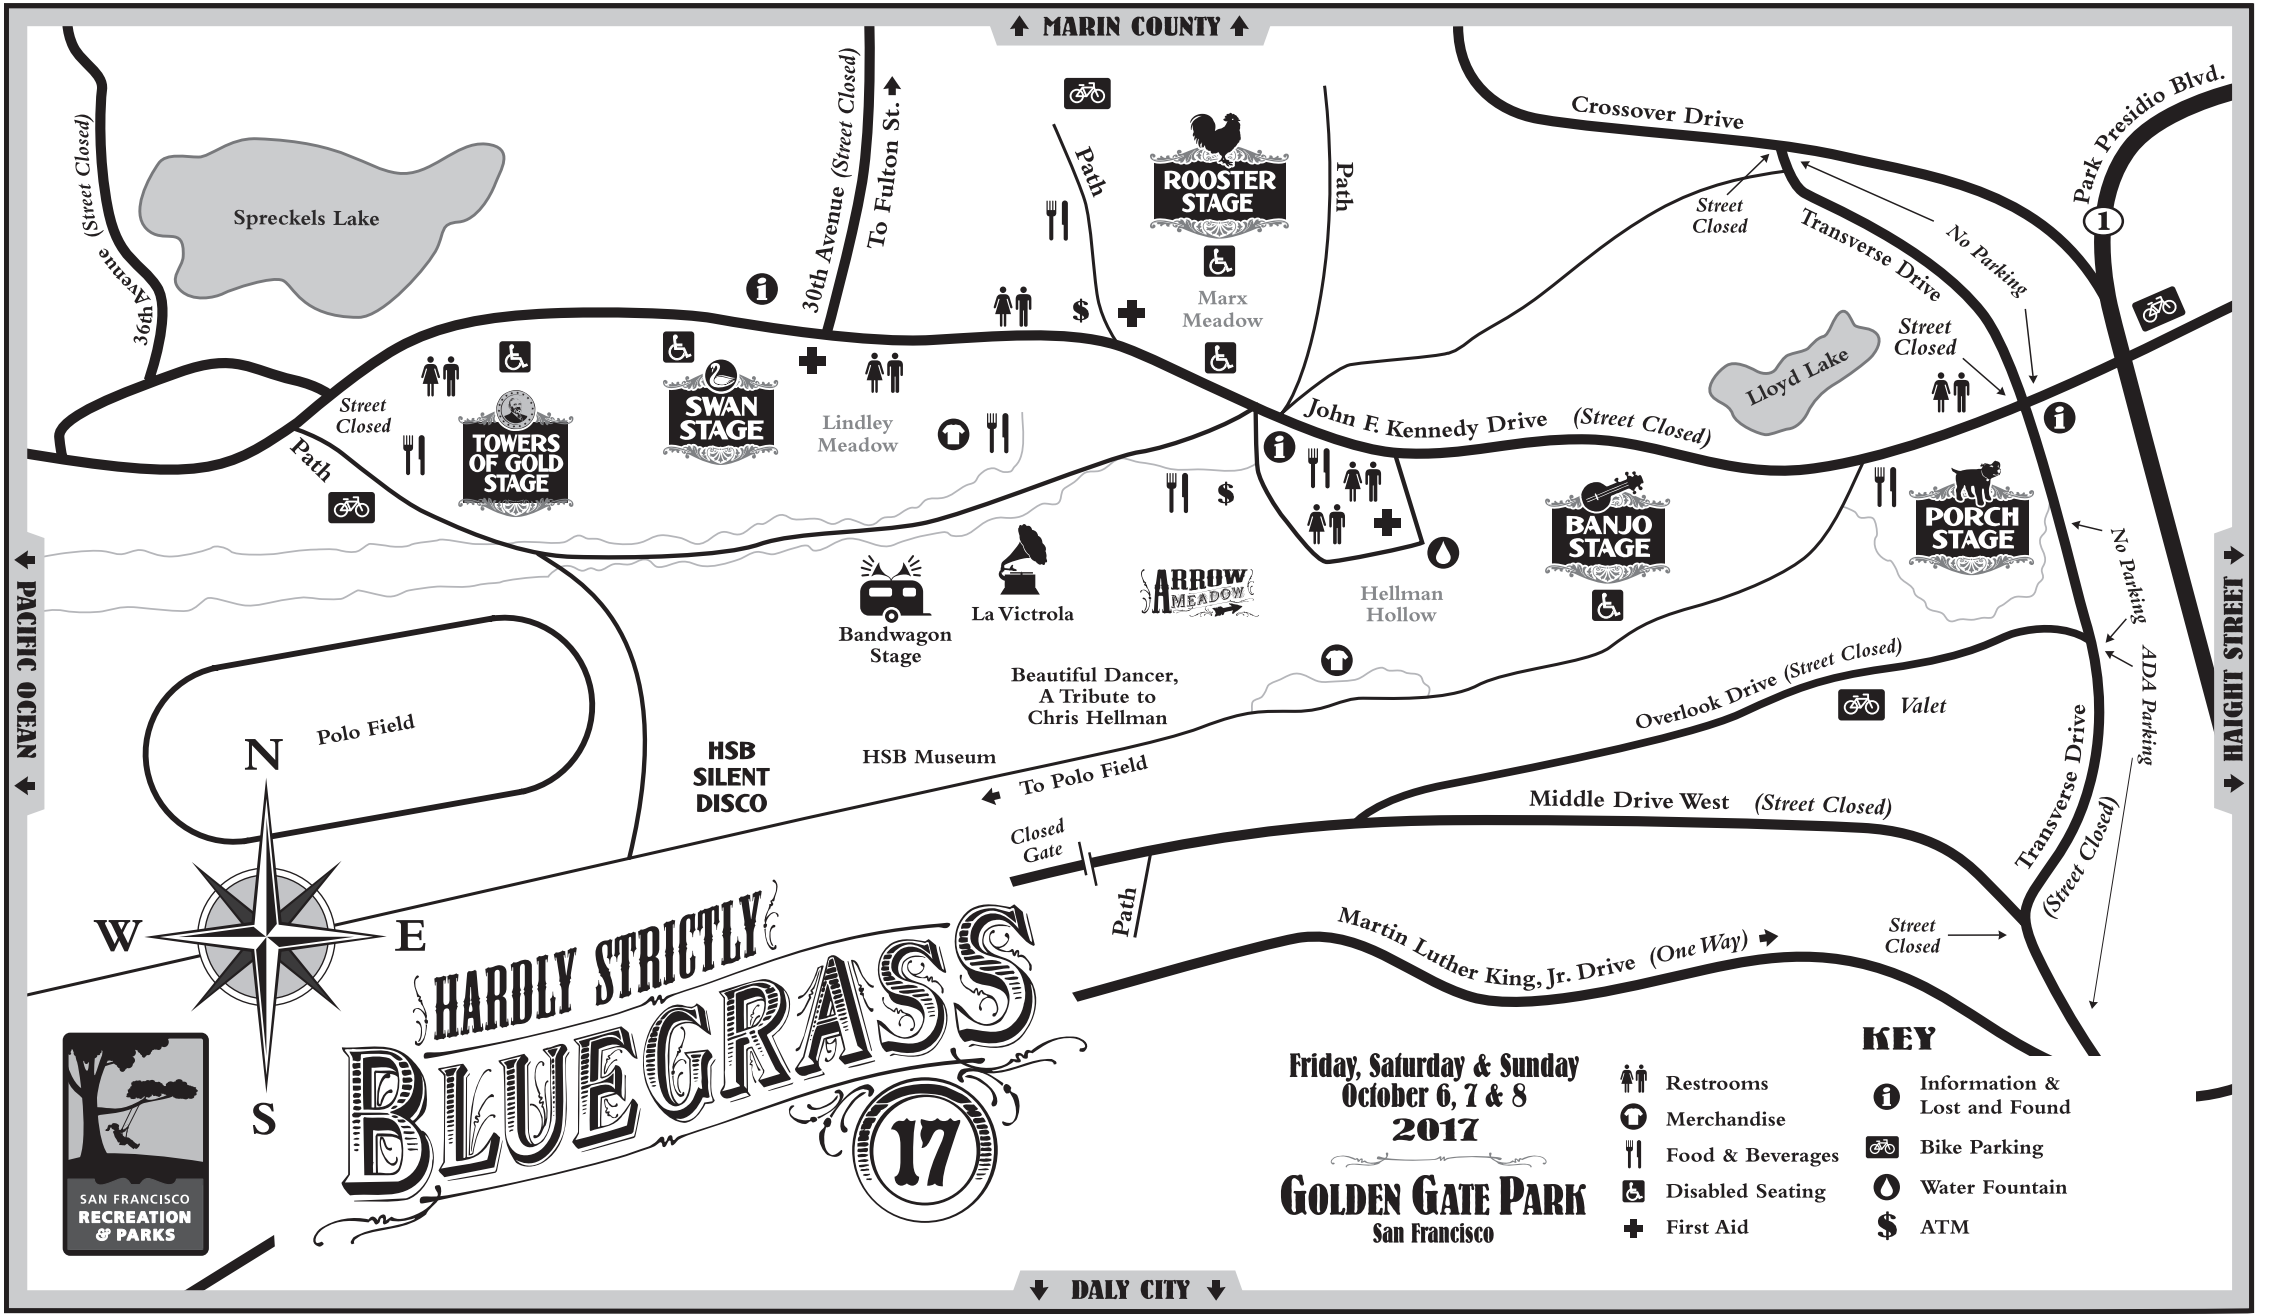 MARIN COUNTY
Crossover Drive
Park Presidio Blvd.
1
36th Avenue (Street Closed)
Spreckels Lake
30th Avenue (Street Closed)
To Fulton St.
Path
ROOSTER
STAGE
Path
Marx
Meadow
Street
Closed
Transverse Drive
No Parking
Street
Closed
Lloyd Lake
Street
Closed
Path
TOWERS
OF GOLD
STAGE
SWAN
STAGE
Lindley
Meadow
$
i
John F. Kennedy Drive (Street Closed)
i
i
$
BANJO
STAGE
PORCH
STAGE
No Parking
ADA Parking
PACIFIC OCEAN
HAIGHT STREET
Bandwagon
Stage
La Victrola
ARROW
MEADOW
Hellman
Hollow
Beautiful Dancer,
A Tribute to
Chris Hellman
Polo Field
HSB
SILENT
DISCO
HSB Museum
To Polo Field
Overlook Drive (Street Closed)
Valet
Middle Drive West (Street Closed)
Transverse Drive
(Street Closed)
Closed
Gate
Path
Martin Luther King, Jr. Drive (One Way)
Street
Closed
N
W
E
S
HARDLY STRICTLY
BLUEGRASS
17
SAN FRANCISCO
RECREATION
& PARKS
Friday, Saturday & Sunday
October 6, 7 & 8
2017
GOLDEN GATE PARK
San Francisco
KEY
Restrooms
Merchandise
Food & Beverages
Disabled Seating
First Aid
i
Information &
Lost and Found
Bike Parking
Water Fountain
$ ATM
DALY CITY